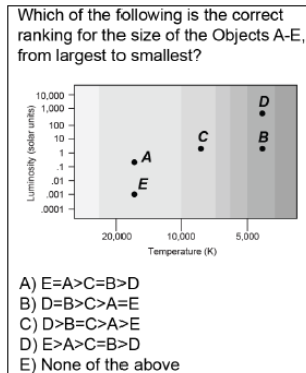 Which of the following is the correct
ranking for the size of the Objects A-E,
from largest to smallest?
Luminosity (solar units)
10,000
1,000
100
10
1
.1
.01
.001
.0001
D
C
B
A
E
20,000
10,000
5,000
Temperature (K)
A) E=A>C=B>D
B) D=B>C>A=E
C) D>B=C>A>E
D) E>A>C=B>D
E) None of the above